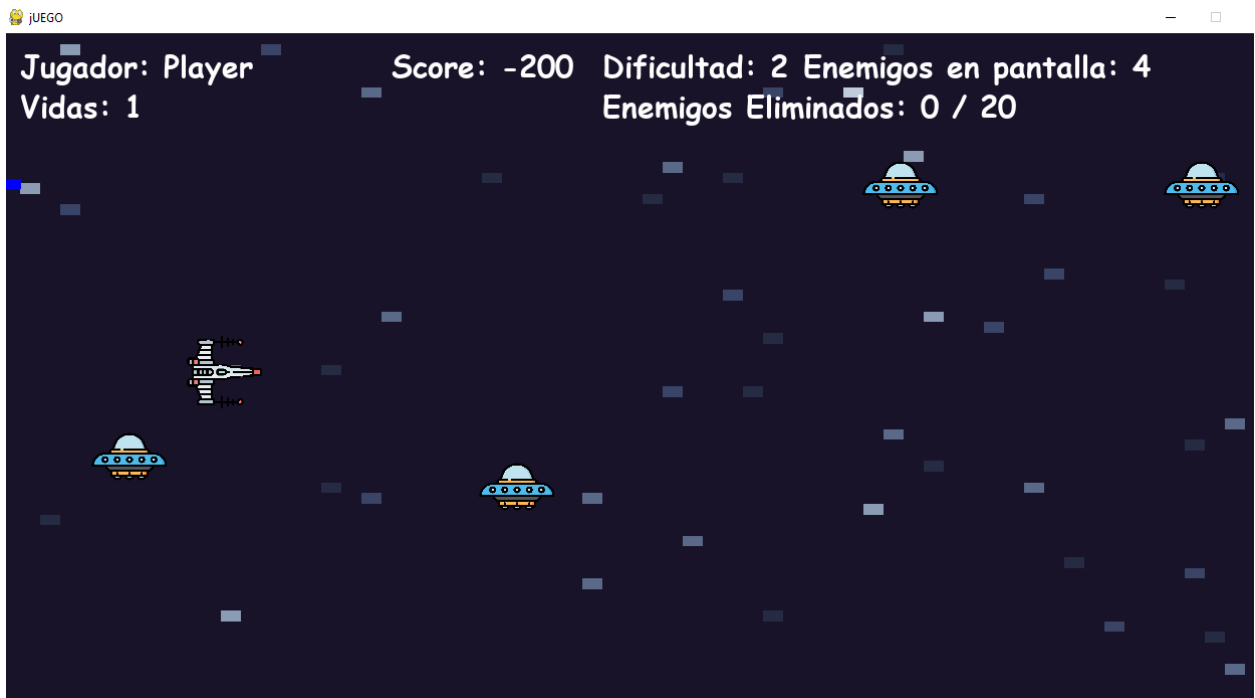 jUEGO
Jugador: Player Score: -200 Dificultad: 2 Enemigos en pantalla: 4
Vidas: 1 Enemigos Eliminados: 0 / 20